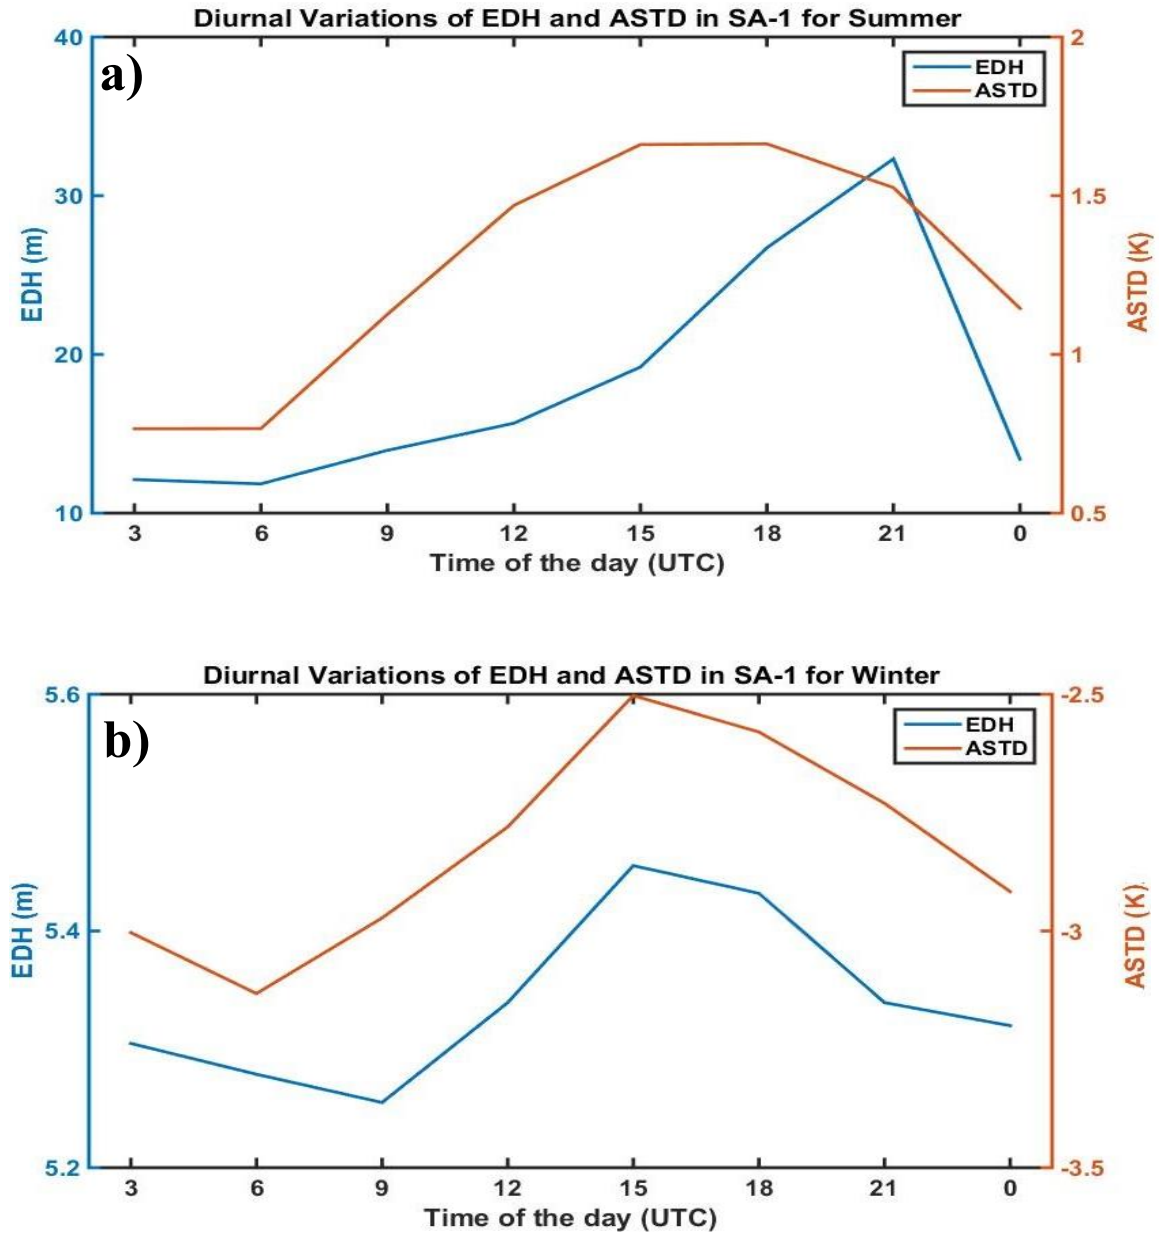 Diurnal Variations of EDH and ASTD in SA-1 for Summer
a)
EDH
ASTD
40
30
20
10
EDH (m)
2
1.5
1
0.5
ASTD (K)
3 6 9 12 15 18 21 0
Time of the day (UTC)
Diurnal Variations of EDH and ASTD in SA-1 for Winter
b)
EDH
ASTD
5.6
5.4
5.2
EDH (m)
-2.5
-3
-3.5
ASTD (K)
3 6 9 12 15 18 21 0
Time of the day (UTC)